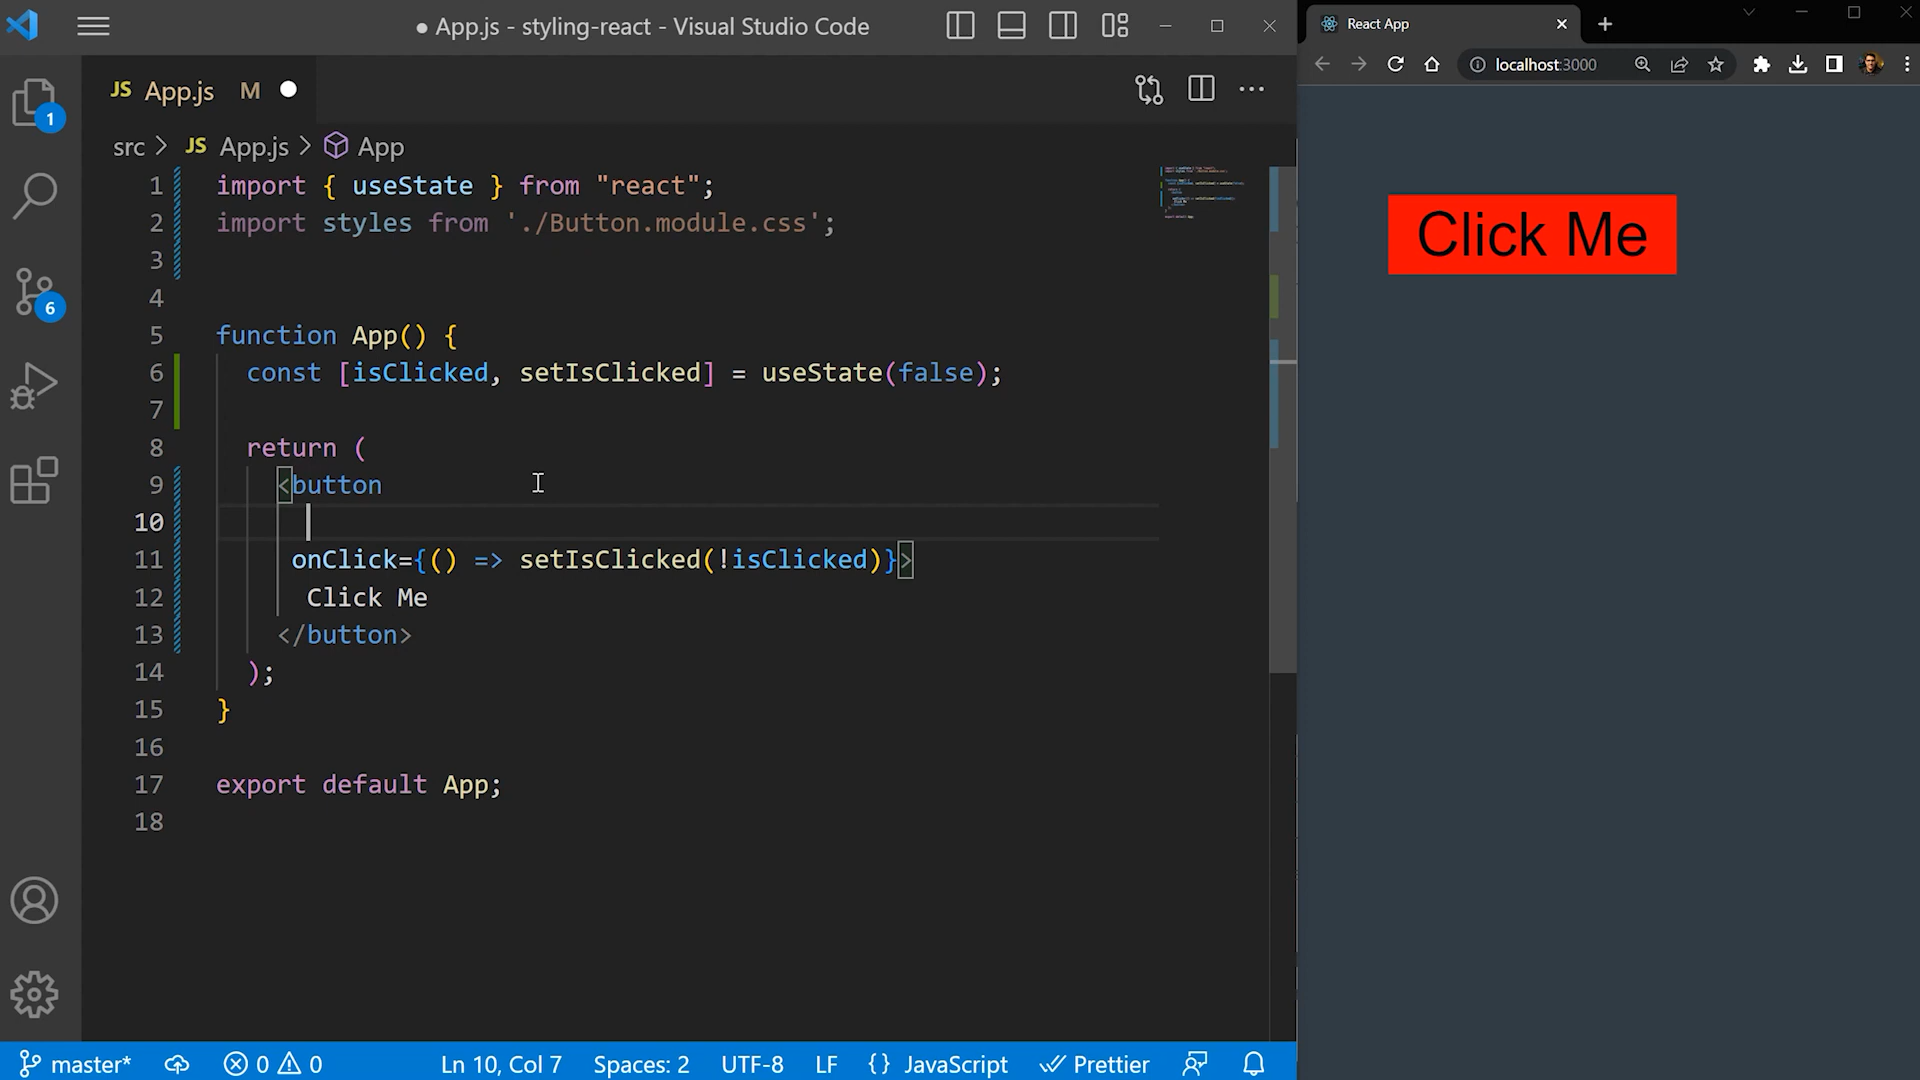 ● App.js - styling-react - Visual Studio Code
JS App.js M
src > JS App.js > App
1 import { useState } from "react";
2 import styles from './Button.module.css';
3
4
5 function App() {
6 const [isClicked, setIsClicked] = useState(false);
7
8 return (
9 <button
10
11 onClick={() => setIsClicked(!isClicked)}>
12 Click Me
13 </button>
14 );
15 }
16
17 export default App;
18
1
6
master* 0 0 Ln 10, Col 7 Spaces: 2 UTF-8 LF {} JavaScript Prettier
React App
localhost:3000
Click Me